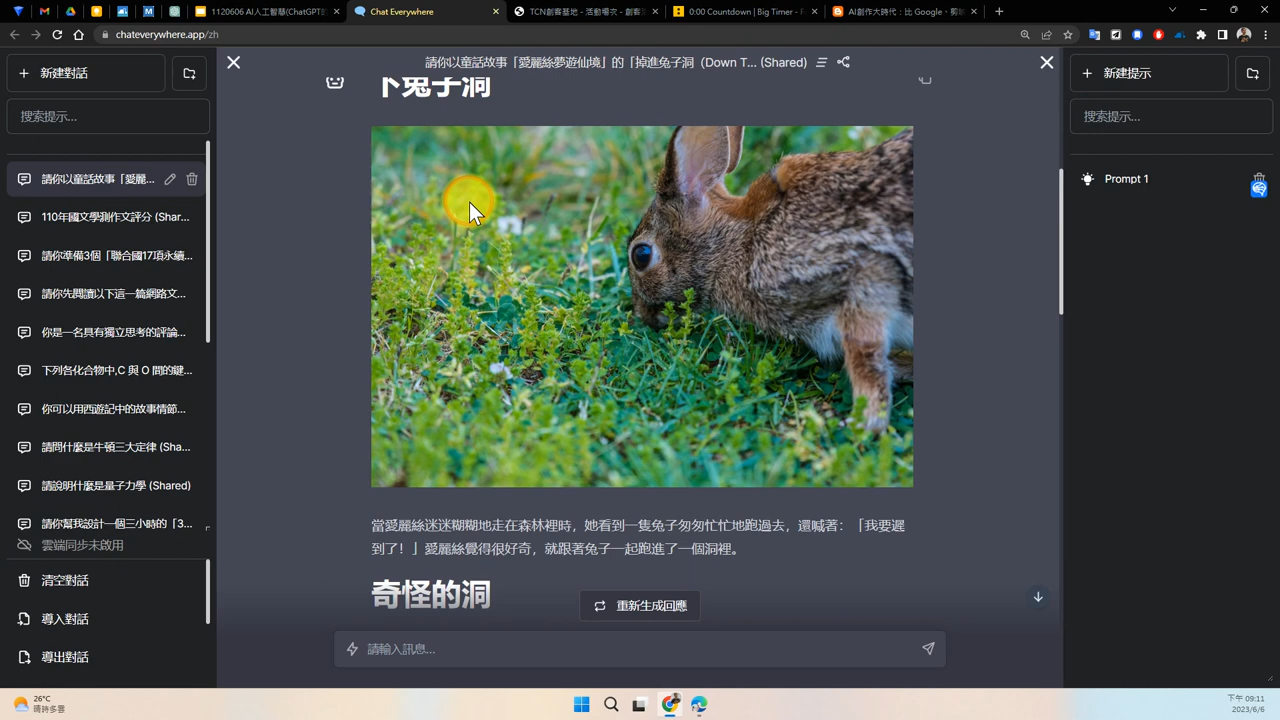 1120606 AI人工智慧(ChatGPT的
Chat Everywhere
TCN創客基地 - 活動場次 - 創客
0:00 Countdown | Big Timer - F
AI創作大時代：比 Google、剪映
chateverywhere.app/zh
新建對話
搜索提示...
請你以童話故事「愛麗...
110年國文學測作文評分 (Shar...
請你準備3個「聯合國17項永續...
請你先閱讀以下這一篇網路文...
你是一名具有獨立思考的評論...
下列各化合物中,C 與 O 間的鍵...
你可以用西遊記中的故事情節...
請問什麼是牛頓三大定律 (Sha...
請說明什麼是量子力學 (Shared)
請你幫我設計一個三小時的「3...
雲端同步未啟用
清空對話
導入對話
導出對話
請你以童話故事「愛麗絲夢遊仙境」的「掉進兔子洞（Down T... (Shared)
下兔子洞
當愛麗絲迷迷糊糊地走在森林裡時，她看到一隻兔子匆匆忙忙地跑過去，還喊著：「我要遲
到了！」愛麗絲覺得很好奇，就跟著兔子一起跑進了一個洞裡。
奇怪的洞
重新生成回應
請輸入訊息...
新建提示
搜索提示...
Prompt 1
26°C
晴時多雲
下午 09:11
2023/6/6